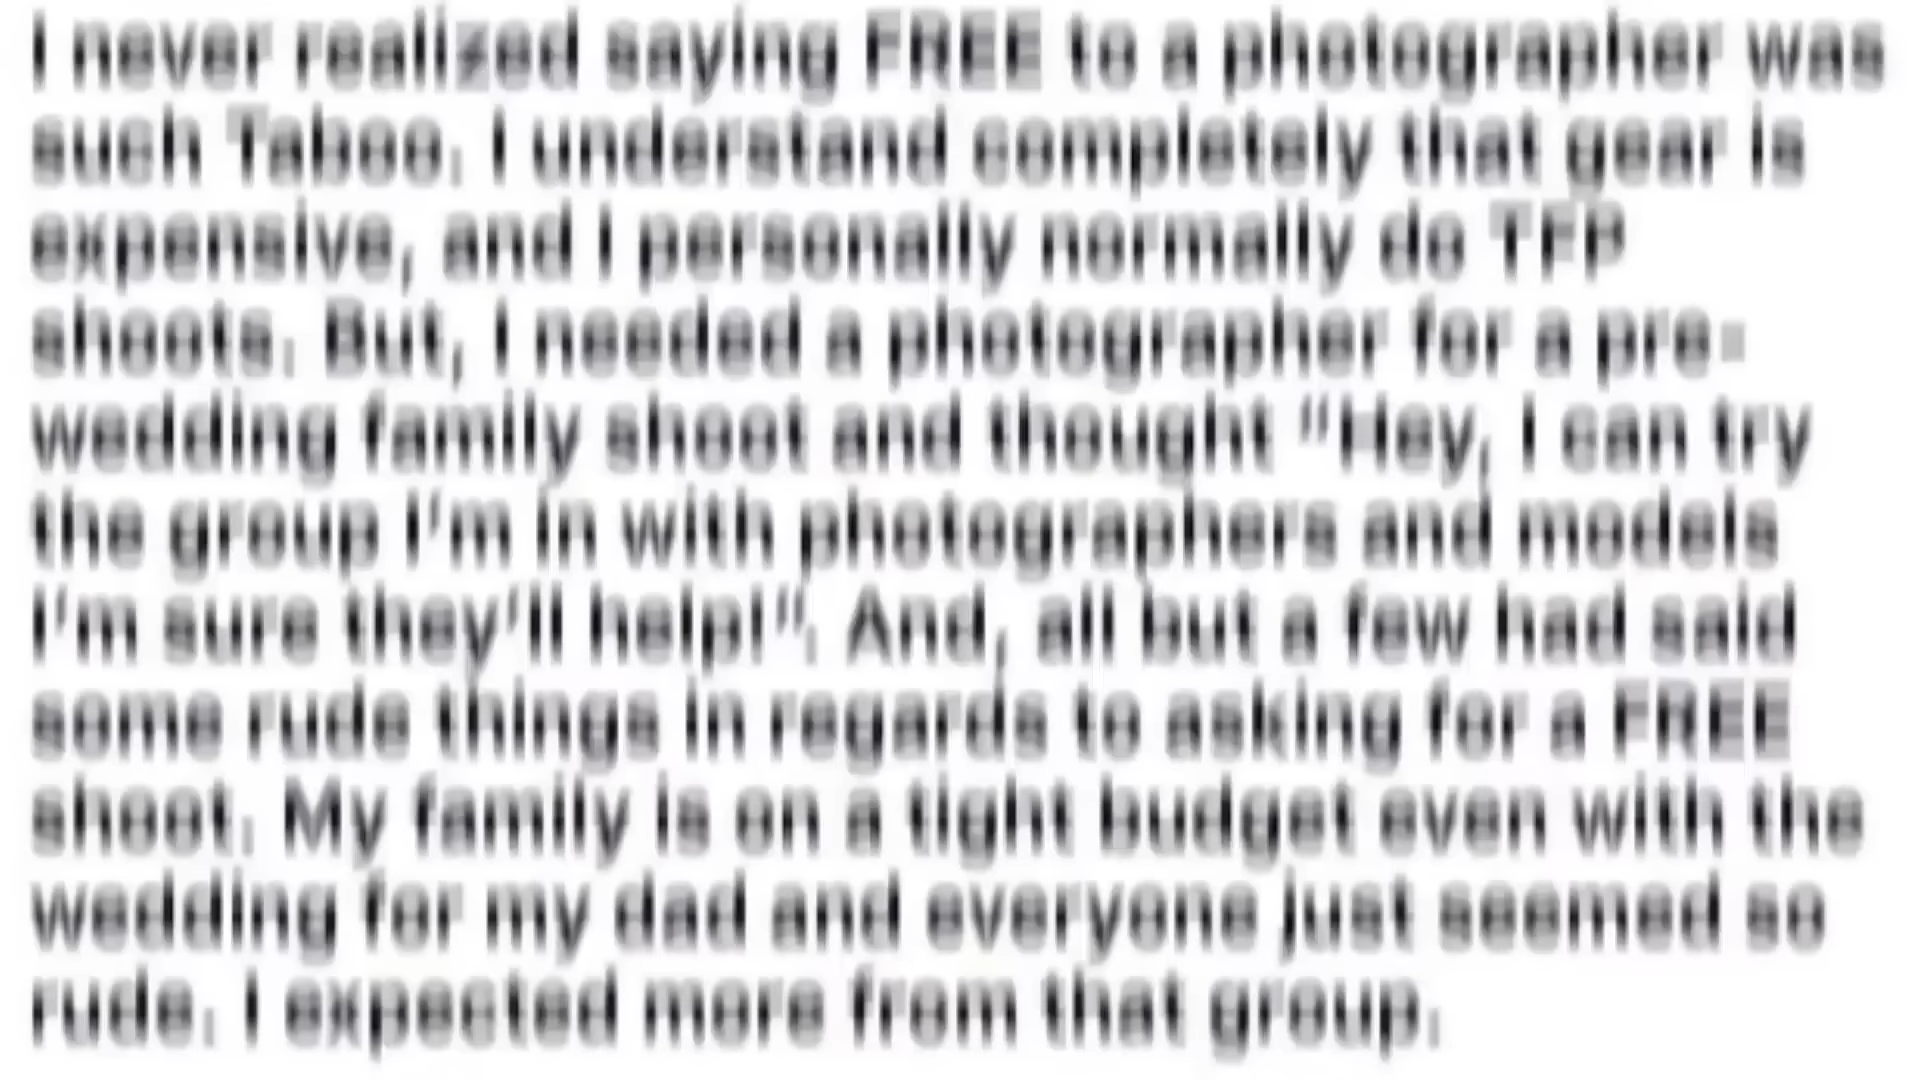 I never realized saying FREE to a photographer was
such Taboo. I understand completely that gear is
expensive, and I personally normally do TFP
shoots. But, I needed a photographer for a pre-
wedding family shoot and thought "Hey, I can try
the group I'm in with photographers and models
I'm sure they'll help!". And, all but a few had said
some rude things in regards to asking for a FREE
shoot. My family is on a tight budget even with the
wedding for my dad and everyone just seemed so
rude. I expected more from that group.